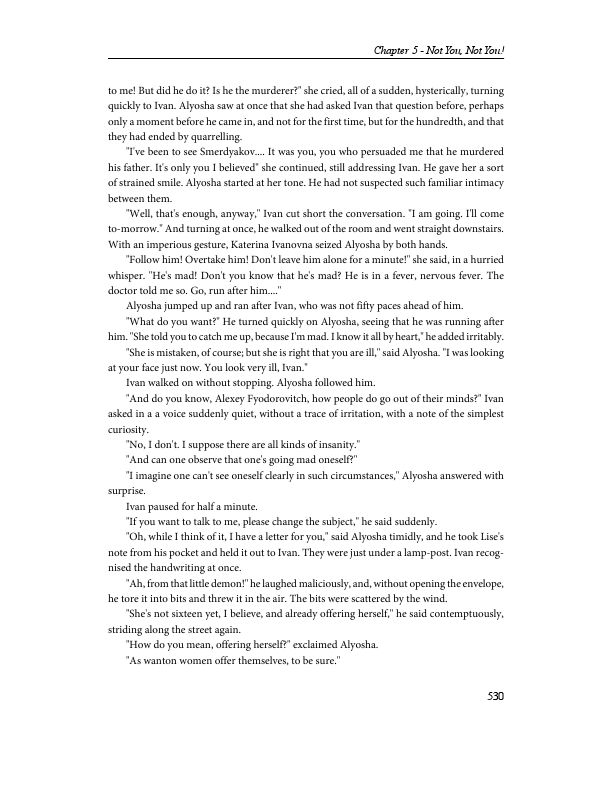 Chapter 5 - Not You, Not You!
to me! But did he do it? Is he the murderer?" she cried, all of a sudden, hysterically, turning
quickly to Ivan. Alyosha saw at once that she had asked Ivan that question before, perhaps
only a moment before he came in, and not for the first time, but for the hundredth, and that
they had ended by quarrelling.
"I've been to see Smerdyakov.... It was you, you who persuaded me that he murdered
his father. It's only you I believed" she continued, still addressing Ivan. He gave her a sort
of strained smile. Alyosha started at her tone. He had not suspected such familiar intimacy
between them.
"Well, that's enough, anyway," Ivan cut short the conversation. "I am going. I'll come
to-morrow." And turning at once, he walked out of the room and went straight downstairs.
With an imperious gesture, Katerina Ivanovna seized Alyosha by both hands.
"Follow him! Overtake him! Don't leave him alone for a minute!" she said, in a hurried
whisper. "He's mad! Don't you know that he's mad? He is in a fever, nervous fever. The
doctor told me so. Go, run after him...."
Alyosha jumped up and ran after Ivan, who was not fifty paces ahead of him.
"What do you want?" He turned quickly on Alyosha, seeing that he was running after
him. "She told you to catch me up, because I'm mad. I know it all by heart," he added irritably.
"She is mistaken, of course; but she is right that you are ill," said Alyosha. "I was looking
at your face just now. You look very ill, Ivan."
Ivan walked on without stopping. Alyosha followed him.
"And do you know, Alexey Fyodorovitch, how people do go out of their minds?" Ivan
asked in a a voice suddenly quiet, without a trace of irritation, with a note of the simplest
curiosity.
"No, I don't. I suppose there are all kinds of insanity."
"And can one observe that one's going mad oneself?"
"I imagine one can't see oneself clearly in such circumstances," Alyosha answered with
surprise.
Ivan paused for half a minute.
"If you want to talk to me, please change the subject," he said suddenly.
"Oh, while I think of it, I have a letter for you," said Alyosha timidly, and he took Lise's
note from his pocket and held it out to Ivan. They were just under a lamp-post. Ivan recog-
nised the handwriting at once.
"Ah, from that little demon!" he laughed maliciously, and, without opening the envelope,
he tore it into bits and threw it in the air. The bits were scattered by the wind.
"She's not sixteen yet, I believe, and already offering herself," he said contemptuously,
striding along the street again.
"How do you mean, offering herself?" exclaimed Alyosha.
"As wanton women offer themselves, to be sure."
530